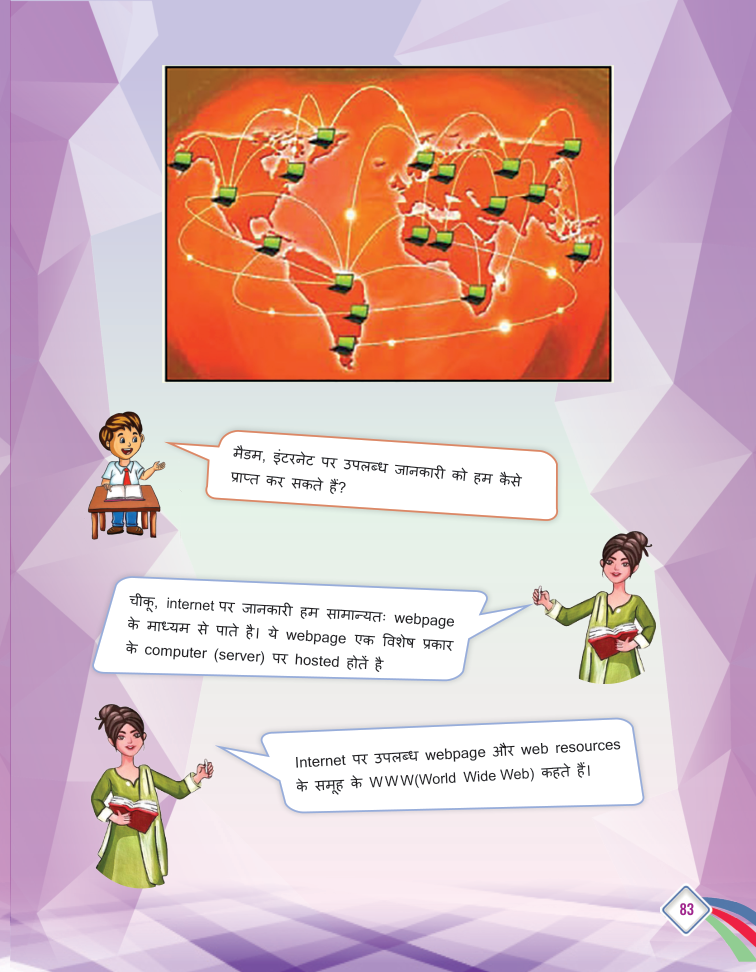 मैडम, इंटरनेट पर उपलब्ध जानकारी को हम कैसे
प्राप्त कर सकते हैं?
चीकू, internet पर जानकारी हम सामान्यतः webpage
के माध्यम से पाते है। ये webpage एक विशेष प्रकार
के computer (server) पर hosted होतें है
Internet पर उपलब्ध webpage और web resources
के समूह के WWW(World Wide Web) कहते हैं।
83